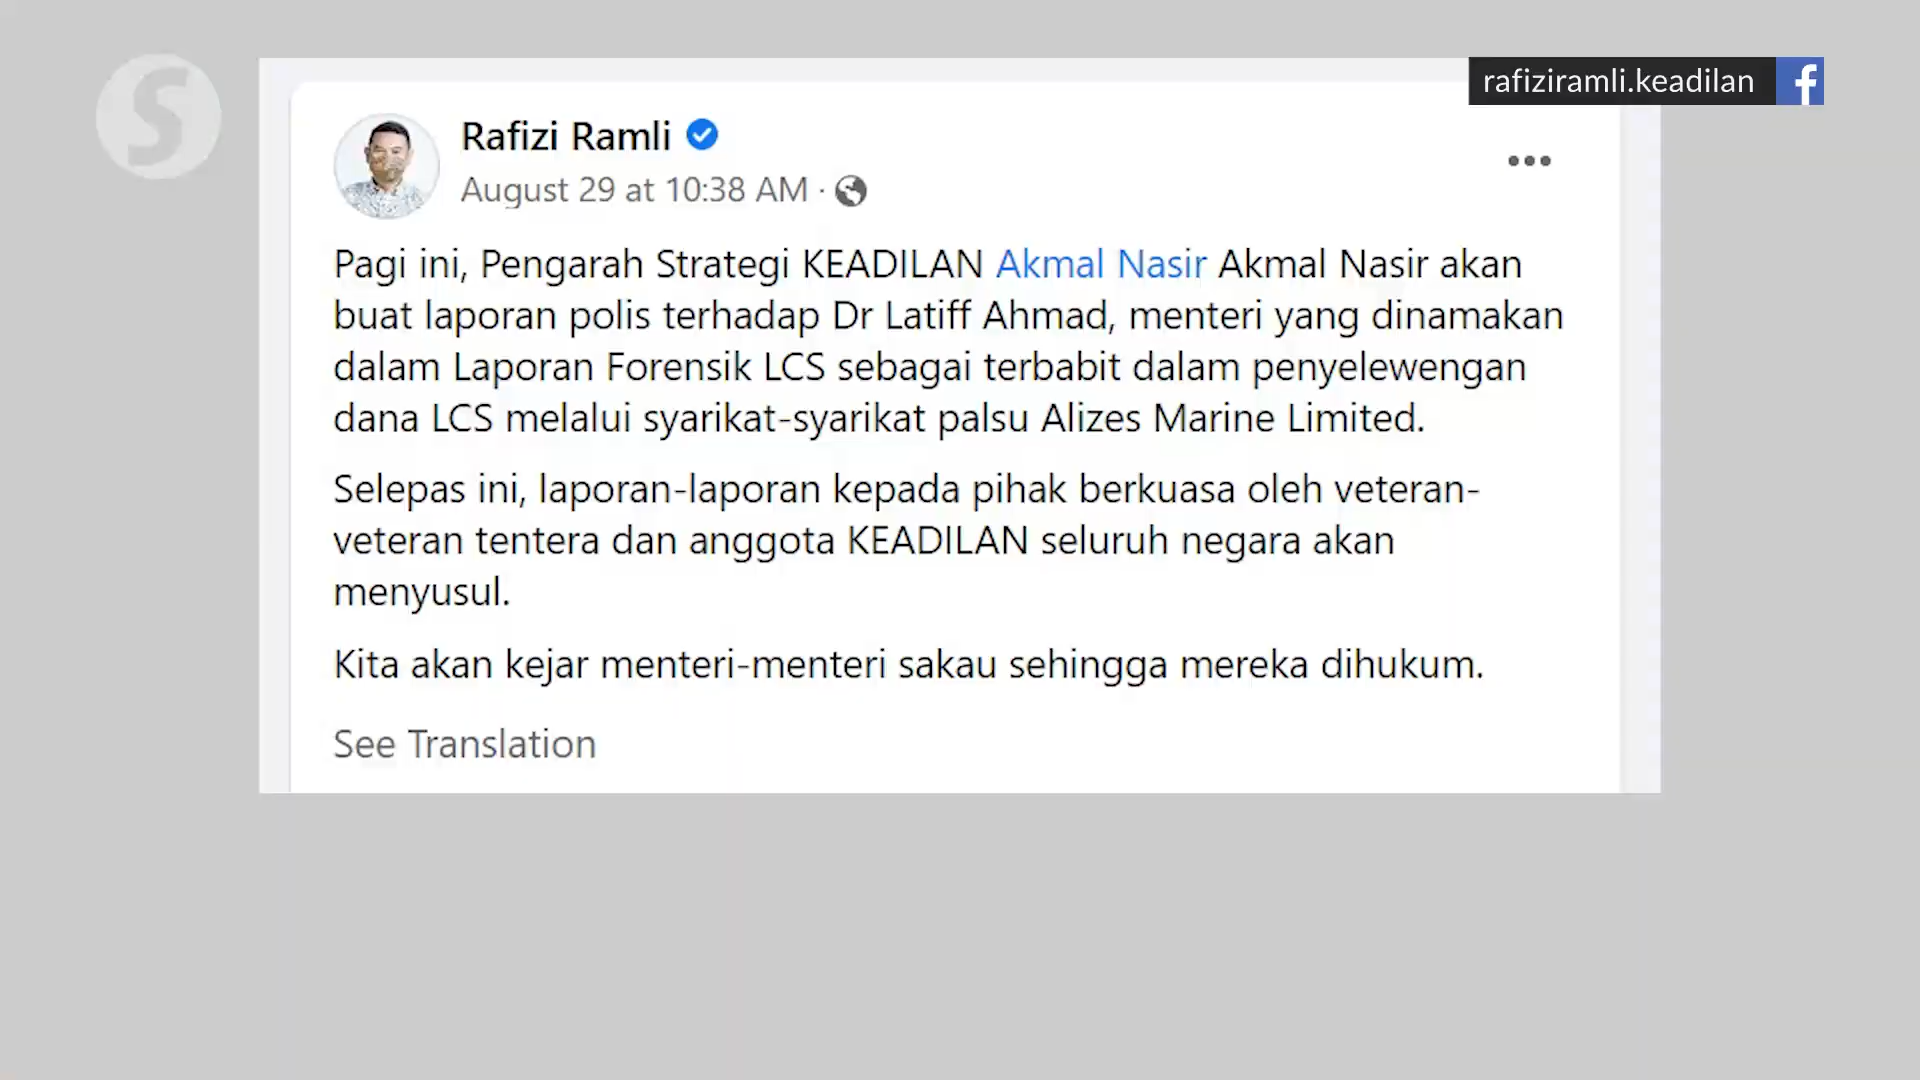 S
rafiziramli.keadilan f
Rafizi Ramli
August 29 at 10:38 AM ·
Pagi ini, Pengarah Strategi KEADILAN Akmal Nasir Akmal Nasir akan
buat laporan polis terhadap Dr Latiff Ahmad, menteri yang dinamakan
dalam Laporan Forensik LCS sebagai terbabit dalam penyelewengan
dana LCS melalui syarikat-syarikat palsu Alizes Marine Limited.
Selepas ini, laporan-laporan kepada pihak berkuasa oleh veteran-
veteran tentera dan anggota KEADILAN seluruh negara akan
menyusul.
Kita akan kejar menteri-menteri sakau sehingga mereka dihukum.
See Translation